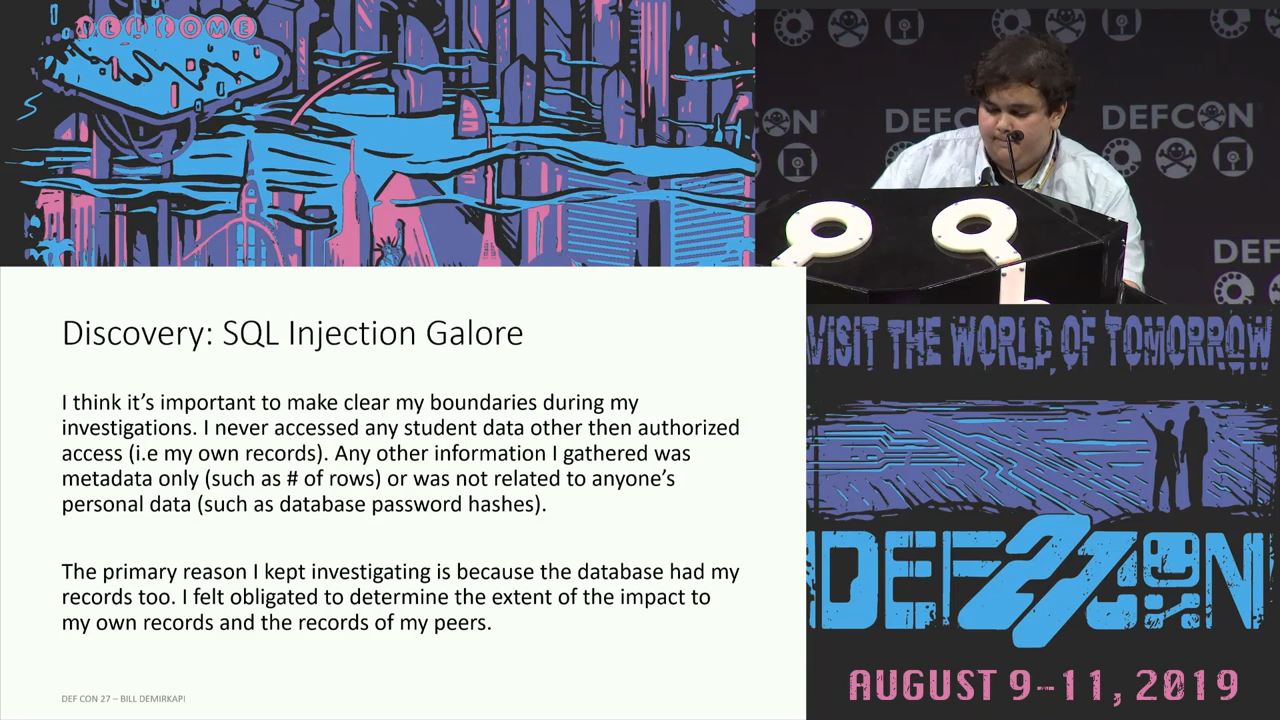 WELCOME
DEFCON
DEFCON
DEFCON
DEF
Discovery: SQL Injection Galore
I think it’s important to make clear my boundaries during my
investigations. I never accessed any student data other then authorized
access (i.e my own records). Any other information I gathered was
metadata only (such as # of rows) or was not related to anyone’s
personal data (such as database password hashes).
The primary reason I kept investigating is because the database had my
records too. I felt obligated to determine the extent of the impact to
my own records and the records of my peers.
DEF CON 27 – BILL DEMIRKAPI
VISIT THE WORLD OF TOMORROW
DEF27CON
AUGUST 9-11, 2019